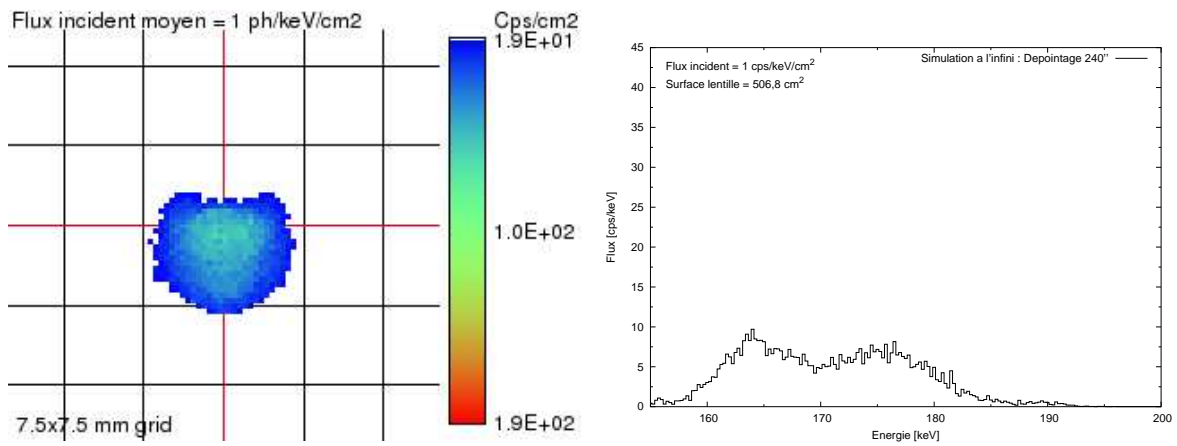 Flux incident moyen = 1 ph/keV/cm2
Cps/cm2
1.9E+01
1.0E+02
1.9E+02
7.5x7.5 mm grid
Flux incident = 1 cps/keV/cm²
Surface lentille = 506,8 cm²
Simulation a l'infini : Depointage 240''
45
40
35
30
25
20
15
10
5
0
Flux [cps/keV]
160
170
180
190
200
Energie [keV]